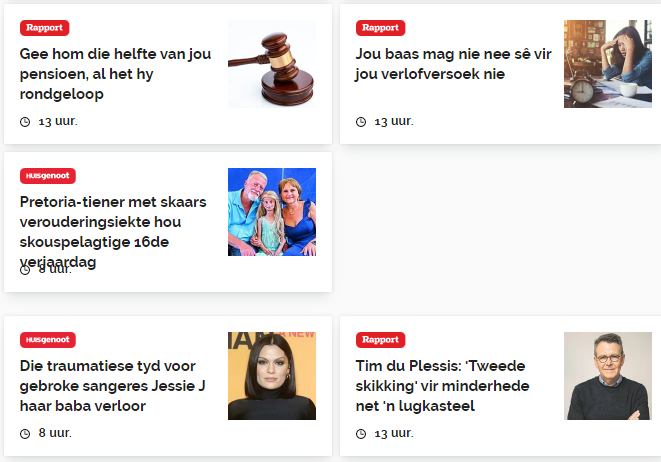 Rapport
Gee hom die helfte van jou
pensioen, al het hy
rondgeloop
13 uur.
Rapport
Jou baas mag nie nee sê vir
jou verlofversoek nie
13 uur.
HUISgenoot
Pretoria-tiener met skaars
verouderingsiekte hou
skouspelagtige 16de
verjaardag
8 uur.
HUISgenoot
Die traumatiese tyd voor
gebroke sangeres Jessie J
haar baba verloor
8 uur.
Rapport
Tim du Plessis: ‘Tweede
skikking’ vir minderhede
net ‘n lugkasteel
13 uur.